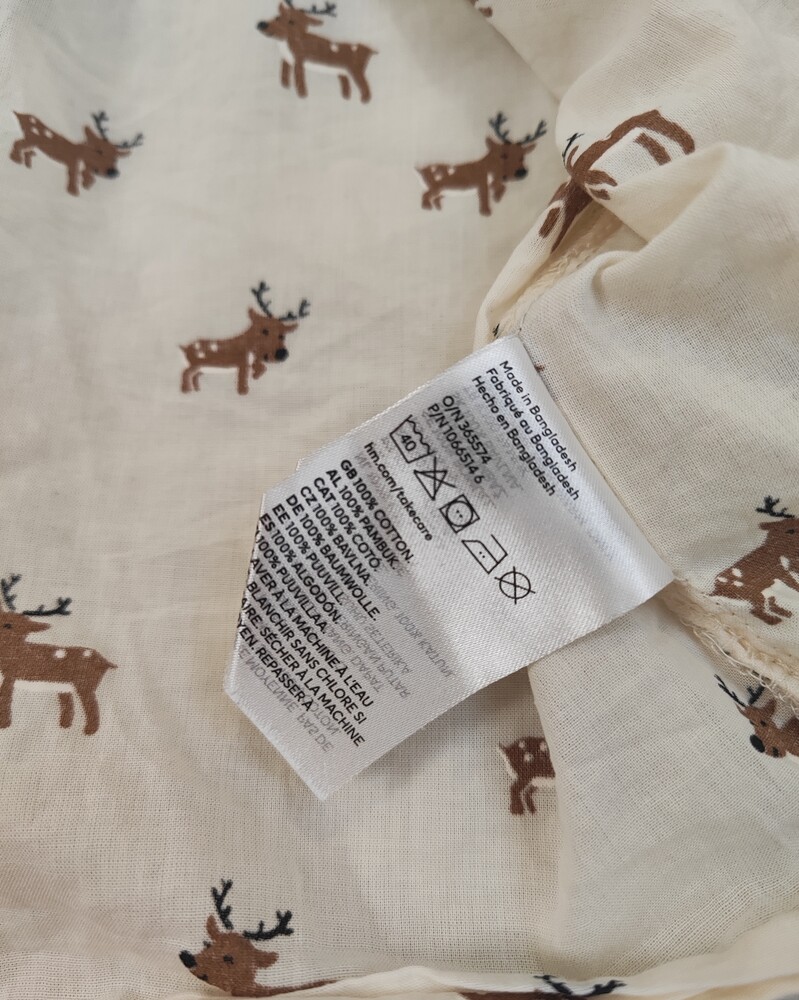 Made in Bangladesh
Fabriqué au Bangladesh
Hecho en Bangladesh
O/N 365574
P/N 1066514 6
40
hm.com/takecare
GB 100% COTTON.
AL 100% PAMBUK.
CAT 100% COTÓ.
CZ 100% BAVLNA.
DE 100% BAUMWOLLE.
EE 100% PUUVILL.
ES 100% ALGODÓN.
100% PUUVILLAA.
AVER À LA MACHINE À L'EAU
BLANCHIR SANS CHLORE SI
SÉCHER À LA MACHINE
YEN. REPASSER À